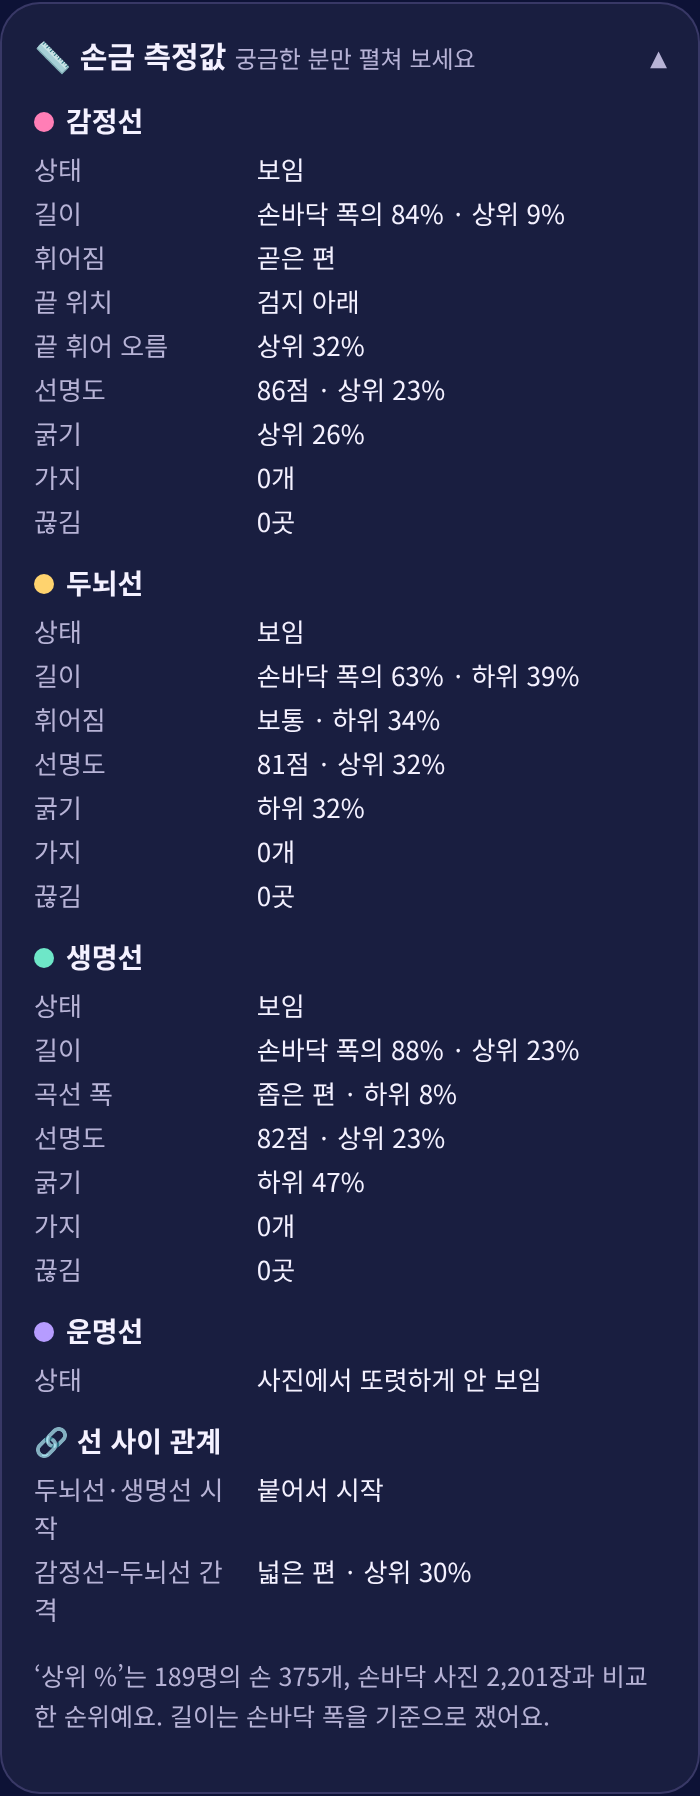 📏 손금 측정값 궁금한 분만 펼쳐 보세요 ▲
감정선
상태 보임
길이 손바닥 폭의 84% · 상위 9%
휘어짐 곧은 편
끝 위치 검지 아래
끝 휘어 오름 상위 32%
선명도 86점 · 상위 23%
굵기 상위 26%
가지 0개
끊김 0곳
두뇌선
상태 보임
길이 손바닥 폭의 63% · 하위 39%
휘어짐 보통 · 하위 34%
선명도 81점 · 상위 32%
굵기 하위 32%
가지 0개
끊김 0곳
생명선
상태 보임
길이 손바닥 폭의 88% · 상위 23%
곡선 폭 좁은 편 · 하위 8%
선명도 82점 · 상위 23%
굵기 하위 47%
가지 0개
끊김 0곳
운명선
상태 사진에서 또렷하게 안 보임
🔗 선 사이 관계
두뇌선·생명선 시 붙어서 시작
작
감정선–두뇌선 간 넓은 편 · 상위 30%
격
‘상위 %’는 189명의 손 375개, 손바닥 사진 2,201장과 비교
한 순위예요. 길이는 손바닥 폭을 기준으로 쟀어요.